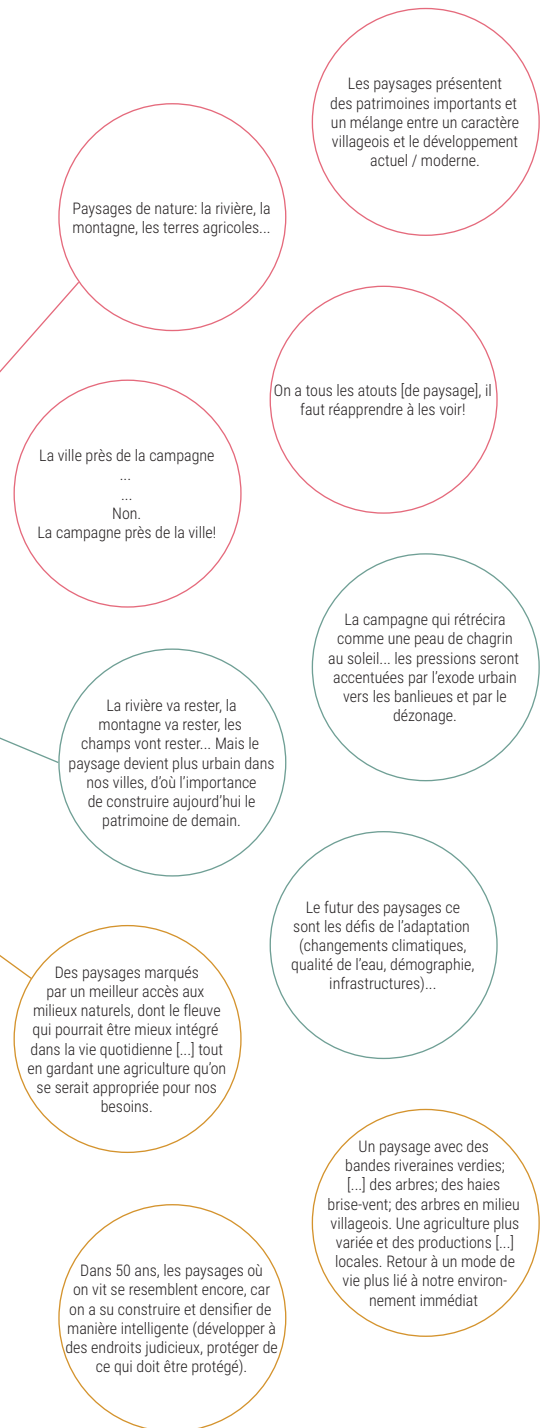 Les paysages présentent
des patrimoines importants et
un mélange entre un caractère
villageois et le développement
actuel / moderne.
Paysages de nature: la rivière, la
montagne, les terres agricoles...
On a tous les atouts [de paysage], il
faut réapprendre à les voir!
La ville près de la campagne
...
...
Non.
La campagne près de la ville!
La campagne qui rétrécira
comme une peau de chagrin
au soleil... les pressions seront
accentuées par l'exode urbain
vers les banlieues et par le
dézonage.
La rivière va rester, la
montagne va rester, les
champs vont rester... Mais le
paysage devient plus urbain dans
nos villes, d'où l'importance
de construire aujourd'hui le
patrimoine de demain.
Le futur des paysages ce
sont les défis de l'adaptation
(changements climatiques,
qualité de l'eau, démographie,
infrastructures)...
Des paysages marqués
par un meilleur accès aux
milieux naturels, dont le fleuve
qui pourrait être mieux intégré
dans la vie quotidienne [...] tout
en gardant une agriculture qu'on
se serait appropriée pour nos
besoins.
Un paysage avec des
bandes riveraines verdies;
[...] des arbres; des haies
brise-vent; des arbres en milieu
villageois. Une agriculture plus
variée et des productions [...]
locales. Retour à un mode de
vie plus lié à notre environ-
nement immédiat
Dans 50 ans, les paysages où
on vit se resemblent encore, car
on a su construire et densifier de
manière intelligente (développer à
des endroits judicieux, protéger de
ce qui doit être protégé).